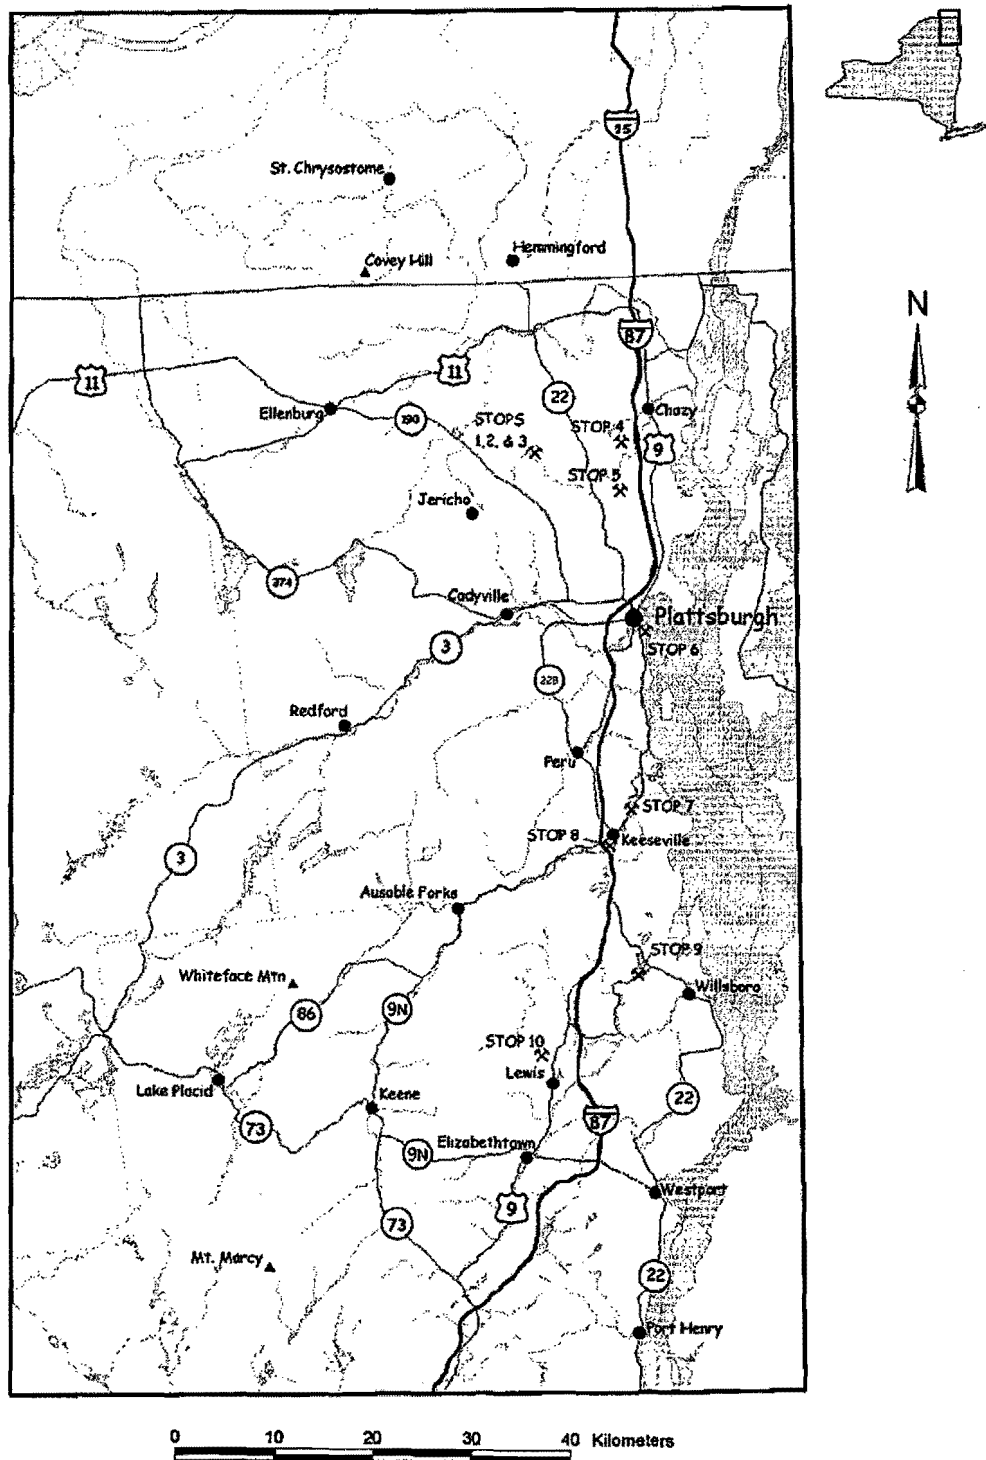 15
St. Chrysostome
Hemmingford
Covey Hill
N
87
11
11
22
Ellenburg
190
Chazy
STOPS
1,2, & 3
STOP 4
9
STOP 5
Jericho
374
Cadyville
Plattsburgh
3
STOP 6
22B
Redford
Peru
STOP 7
STOP 8
Keeseville
3
Ausable Forks
STOP 9
Whiteface Mtn
Willsboro
86
9N
STOP 10
Lewis
Lake Placid
Keene
22
73
87
Elizabethtown
9N
Westport
9
73
Mt. Marcy
22
Port Henry
0 10 20 30 40 Kilometers